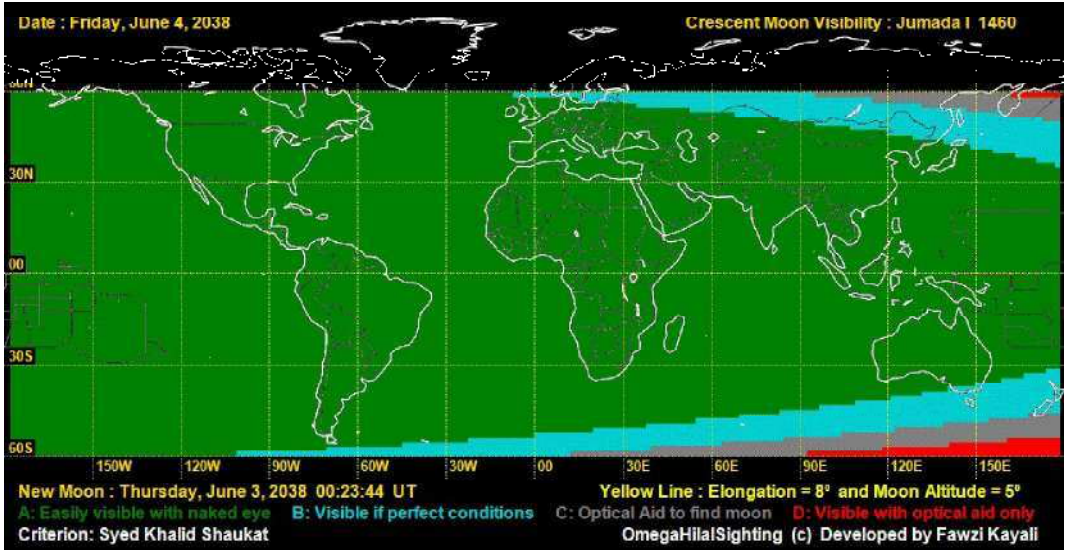 Date : Friday, June 4, 2038
Crescent Moon Visibility : Jumada I 1460
60N
30N
00
30S
60S
150W 120W 90W 60W 30W 00 30E 60E 90E 120E 150E
New Moon : Thursday, June 3, 2038 00:23:44 UT
Yellow Line : Elongation = 8° and Moon Altitude = 5°
A: Easily visible with naked eye B: Visible if perfect conditions C: Optical Aid to find moon D: Visible with optical aid only
Criterion: Syed Khalid Shaukat
OmegaHilalSighting (c) Developed by Fawzi Kayali